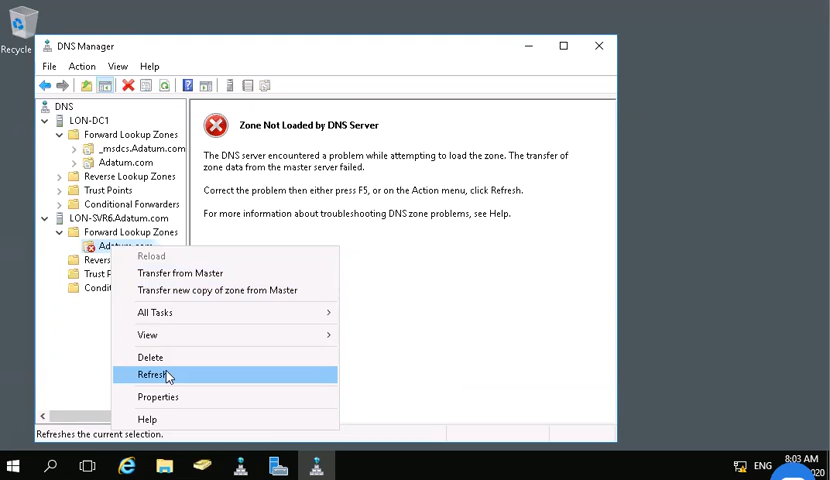 Recycle
DNS Manager
File Action View Help
DNS
LON-DC1
Forward Lookup Zones
_msdcs.Adatum.com
Adatum.com
Reverse Lookup Zones
Trust Points
Conditional Forwarders
LON-SVR6.Adatum.com
Forward Lookup Zones
Adatum.com
Revers
Trust P
Condit
Zone Not Loaded by DNS Server
The DNS server encountered a problem while attempting to load the zone. The transfer of
zone data from the master server failed.
Correct the problem then either press F5, or on the Action menu, click Refresh.
For more information about troubleshooting DNS zone problems, see Help.
Reload
Transfer from Master
Transfer new copy of zone from Master
All Tasks
View
Delete
Refresh
Properties
Help
Refreshes the current selection.
ENG
8:03 AM